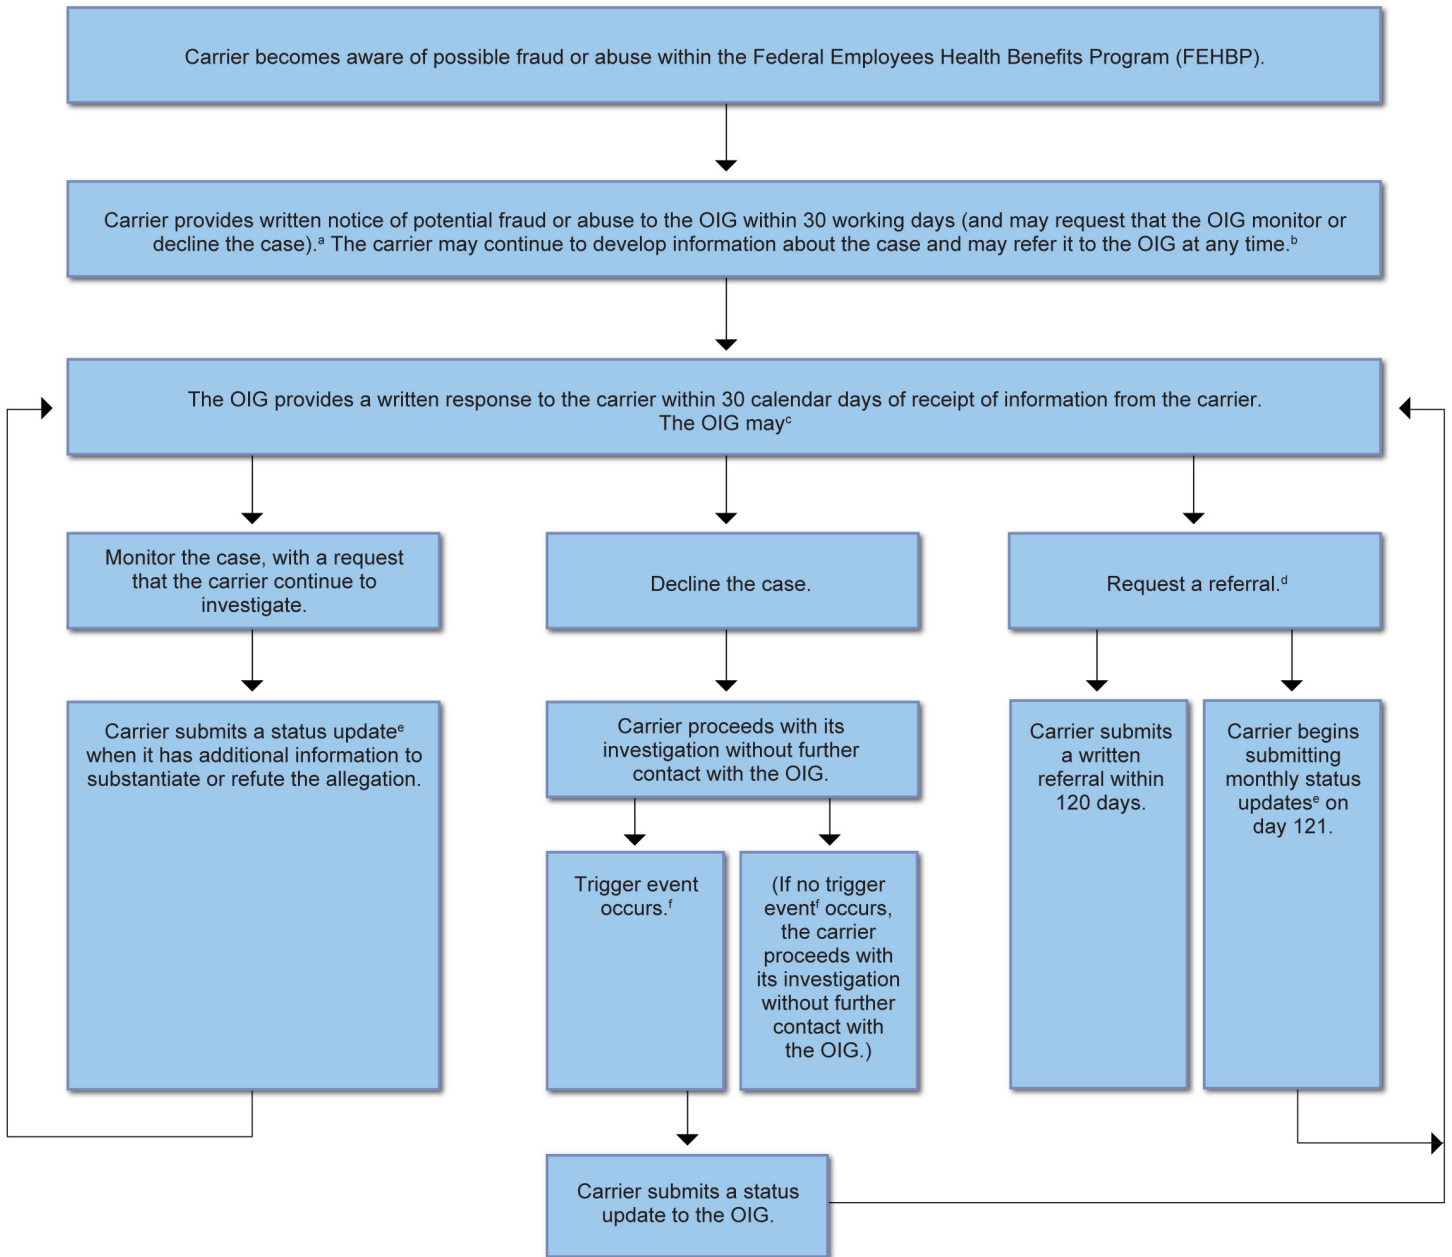 Carrier becomes aware of possible fraud or abuse within the Federal Employees Health Benefits Program (FEHBP).
Carrier provides written notice of potential fraud or abuse to the OIG within 30 working days (and may request that the OIG monitor or
decline the case).ᵃ The carrier may continue to develop information about the case and may refer it to the OIG at any time.ᵇ
The OIG provides a written response to the carrier within 30 calendar days of receipt of information from the carrier.
The OIG mayᶜ
Monitor the case, with a request
that the carrier continue to
investigate.
Decline the case.
Request a referral.ᵈ
Carrier submits a status updateᵉ
when it has additional information to
substantiate or refute the allegation.
Carrier proceeds with its
investigation without further
contact with the OIG.
Carrier submits
a written
referral within
120 days.
Carrier begins
submitting
monthly status
updatesᵉ on
day 121.
Trigger event
occurs.ᶠ
(If no trigger
eventᶠ occurs,
the carrier
proceeds with
its investigation
without further
contact with
the OIG.)
Carrier submits a status
update to the OIG.